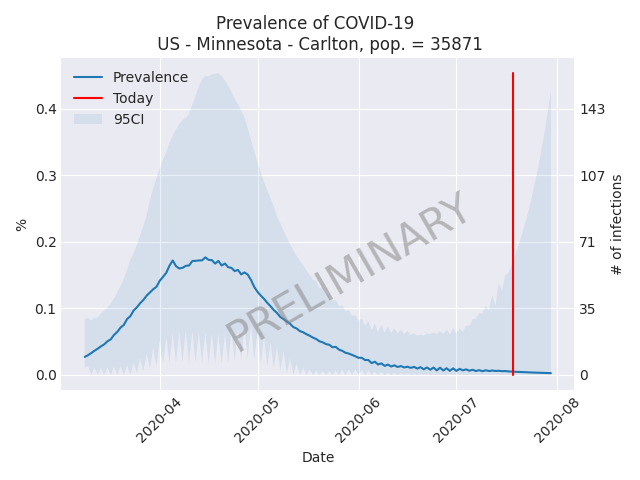 Prevalence of COVID-19
US - Minnesota - Carlton, pop. = 35871
Prevalence
Today
95CI
0.4
0.3
0.2
0.1
0.0
%
143
107
71
35
0
# of infections
PRELIMINARY
2020-04
2020-05
2020-06
2020-07
2020-08
Date